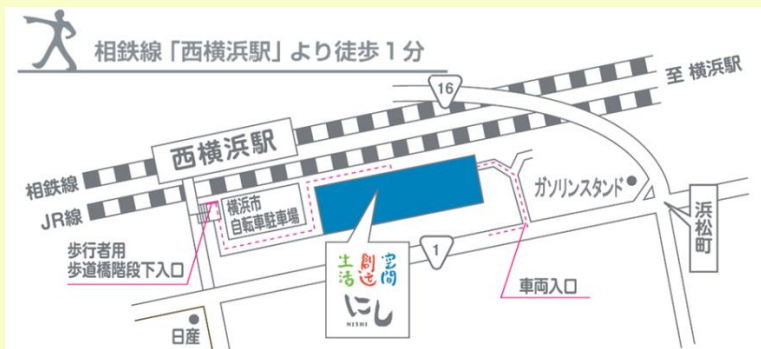 相鉄線「西横浜駅」より徒歩1分
16
至 横浜駅
西横浜駅
相鉄線
JR線
横浜市
自転車駐車場
ガソリンスタンド
浜松町
歩行者用
歩道橋階段下入口
1
生活
創造
空間
にし
NISHI
車両入口
日産